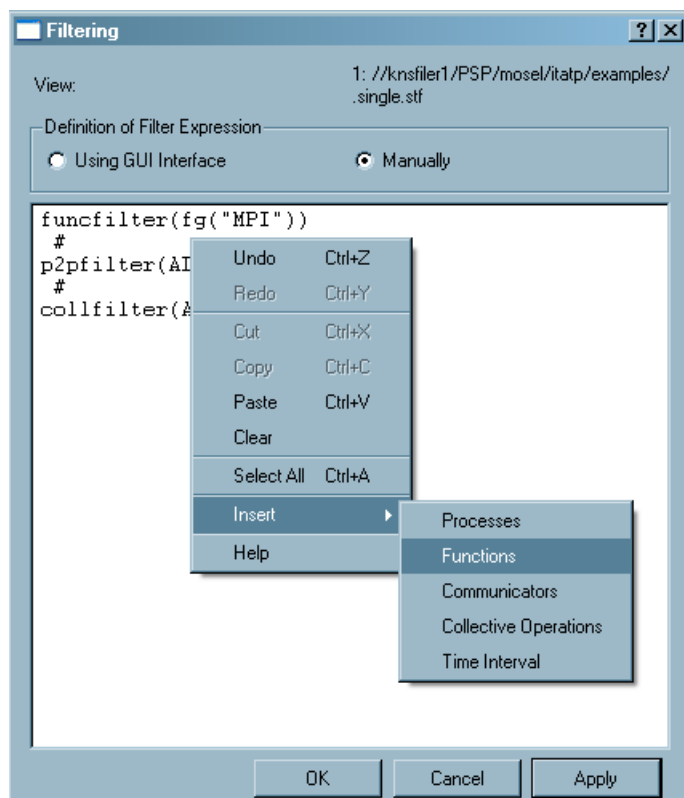 Filtering
View:
1: //knsfiler1/PSP/mosel/itatp/examples/
.single.stf
Definition of Filter Expression
Using GUI Interface
Manually
funcfilter(fg("MPI"))
#
p2pfilter(
#
collfilter(
Undo Ctrl+Z
Redo Ctrl+Y
Cut Ctrl+X
Copy Ctrl+C
Paste Ctrl+V
Clear
Select All Ctrl+A
Insert
Help
Processes
Functions
Communicators
Collective Operations
Time Interval
OK
Cancel
Apply